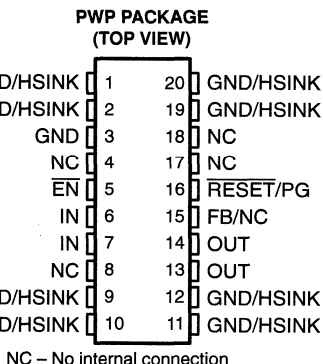 PWP PACKAGE
(TOP VIEW)
D/HSINK 1 20 GND/HSINK
D/HSINK 2 19 GND/HSINK
GND 3 18 NC
NC 4 17 NC
EN 5 16 RESET/PG
IN 6 15 FB/NC
IN 7 14 OUT
NC 8 13 OUT
D/HSINK 9 12 GND/HSINK
D/HSINK 10 11 GND/HSINK
NC – No internal connection